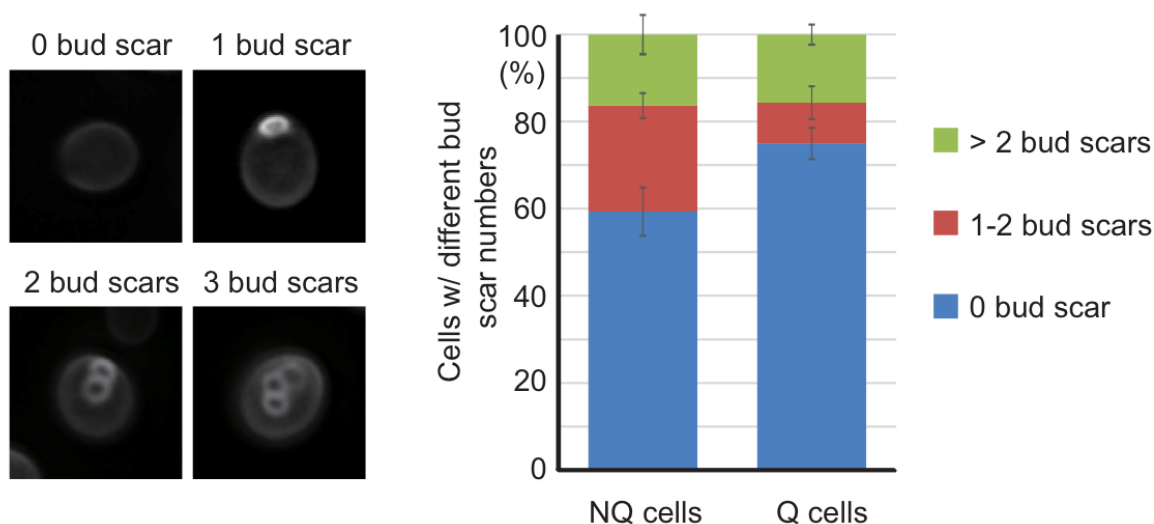 0 bud scar
1 bud scar
2 bud scars
3 bud scars
Cells w/ different bud
scar numbers
100
(%)
80
60
40
20
0
NQ cells
Q cells
> 2 bud scars
1-2 bud scars
0 bud scar